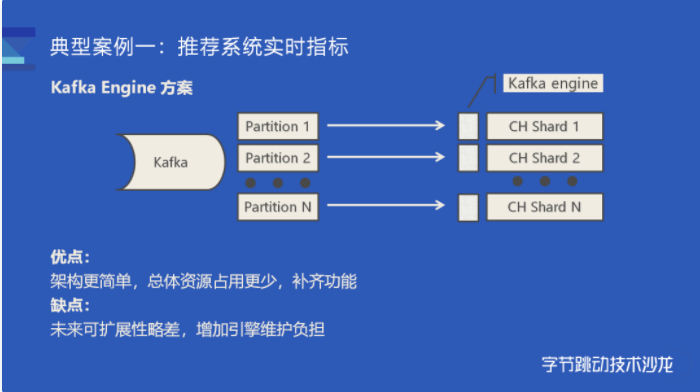 典型案例一：推荐系统实时指标
Kafka Engine 方案
Kafka engine
Kafka
Partition 1
CH Shard 1
Partition 2
CH Shard 2
Partition N
CH Shard N
优点：
架构更简单，总体资源占用更少，补齐功能
缺点：
未来可扩展性略差，增加引擎维护负担
字节跳动技术沙龙